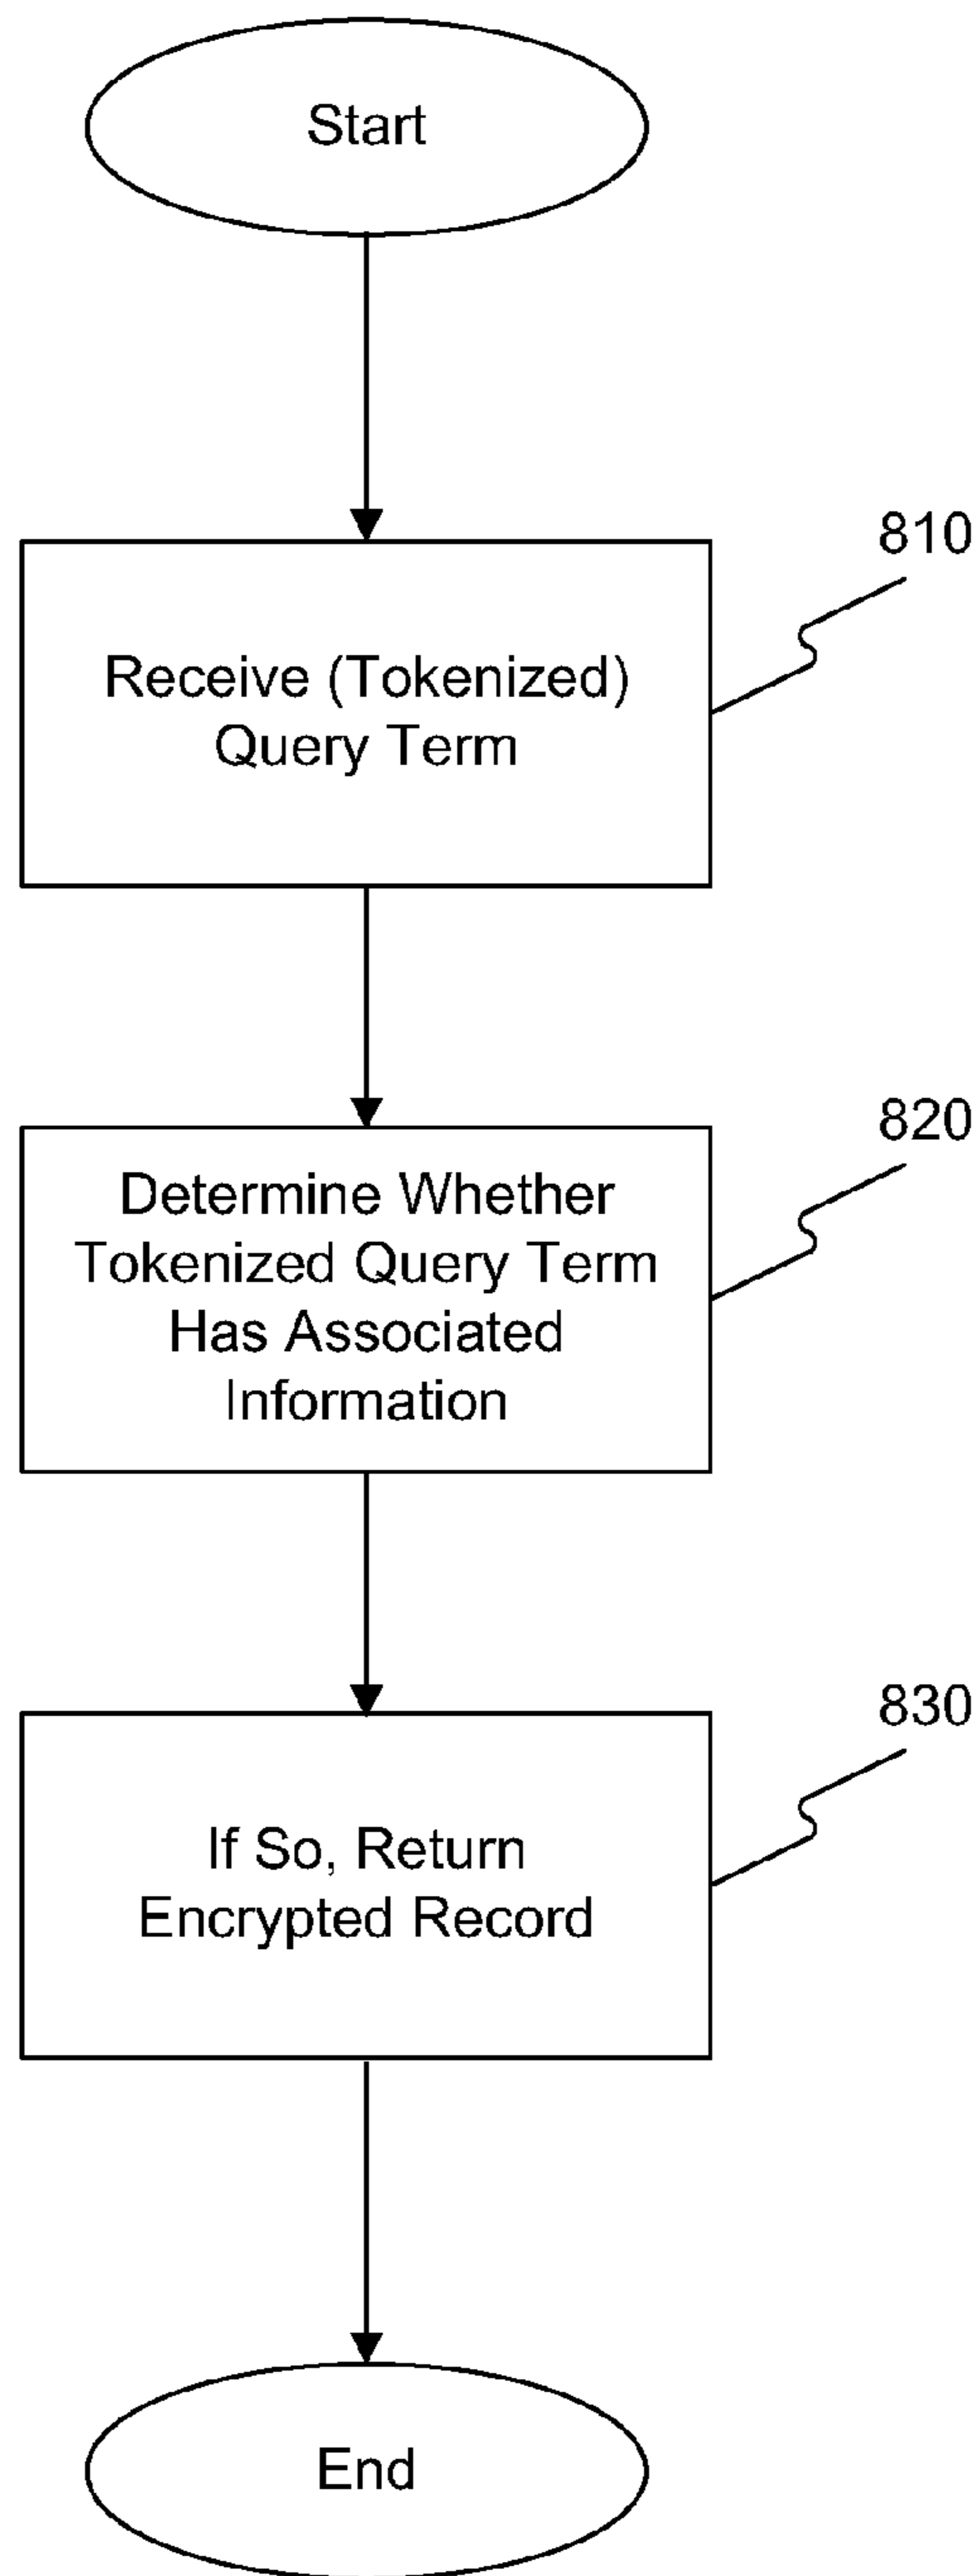 Start
810
Receive (Tokenized)
Query Term
820
Determine Whether
Tokenized Query Term
Has Associated
Information
830
If So, Return
Encrypted Record
End